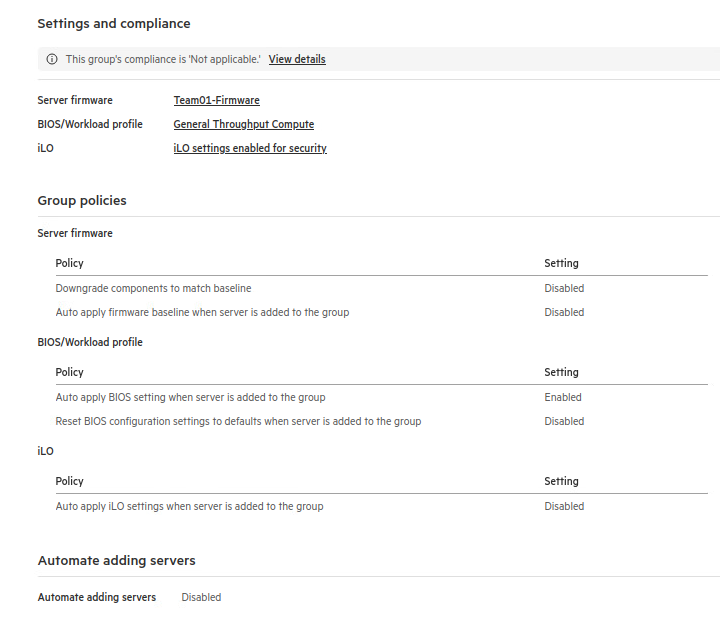 Settings and compliance
This group's compliance is 'Not applicable.' View details
Server firmware Team01-Firmware
BIOS/Workload profile General Throughput Compute
iLO iLO settings enabled for security
Group policies
Server firmware
Policy Setting
Downgrade components to match baseline Disabled
Auto apply firmware baseline when server is added to the group Disabled
BIOS/Workload profile
Policy Setting
Auto apply BIOS setting when server is added to the group Enabled
Reset BIOS configuration settings to defaults when server is added to the group Disabled
iLO
Policy Setting
Auto apply iLO settings when server is added to the group Disabled
Automate adding servers
Automate adding servers Disabled